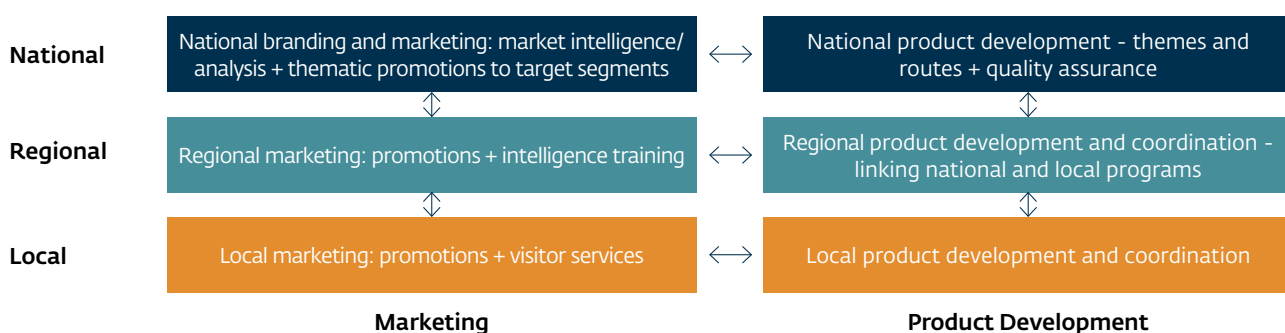 National
National branding and marketing: market intelligence/
analysis + thematic promotions to target segments
National product development - themes and
routes + quality assurance
Regional
Regional marketing: promotions + intelligence training
Regional product development and coordination -
linking national and local programs
Local
Local marketing: promotions + visitor services
Local product development and coordination
Marketing
Product Development